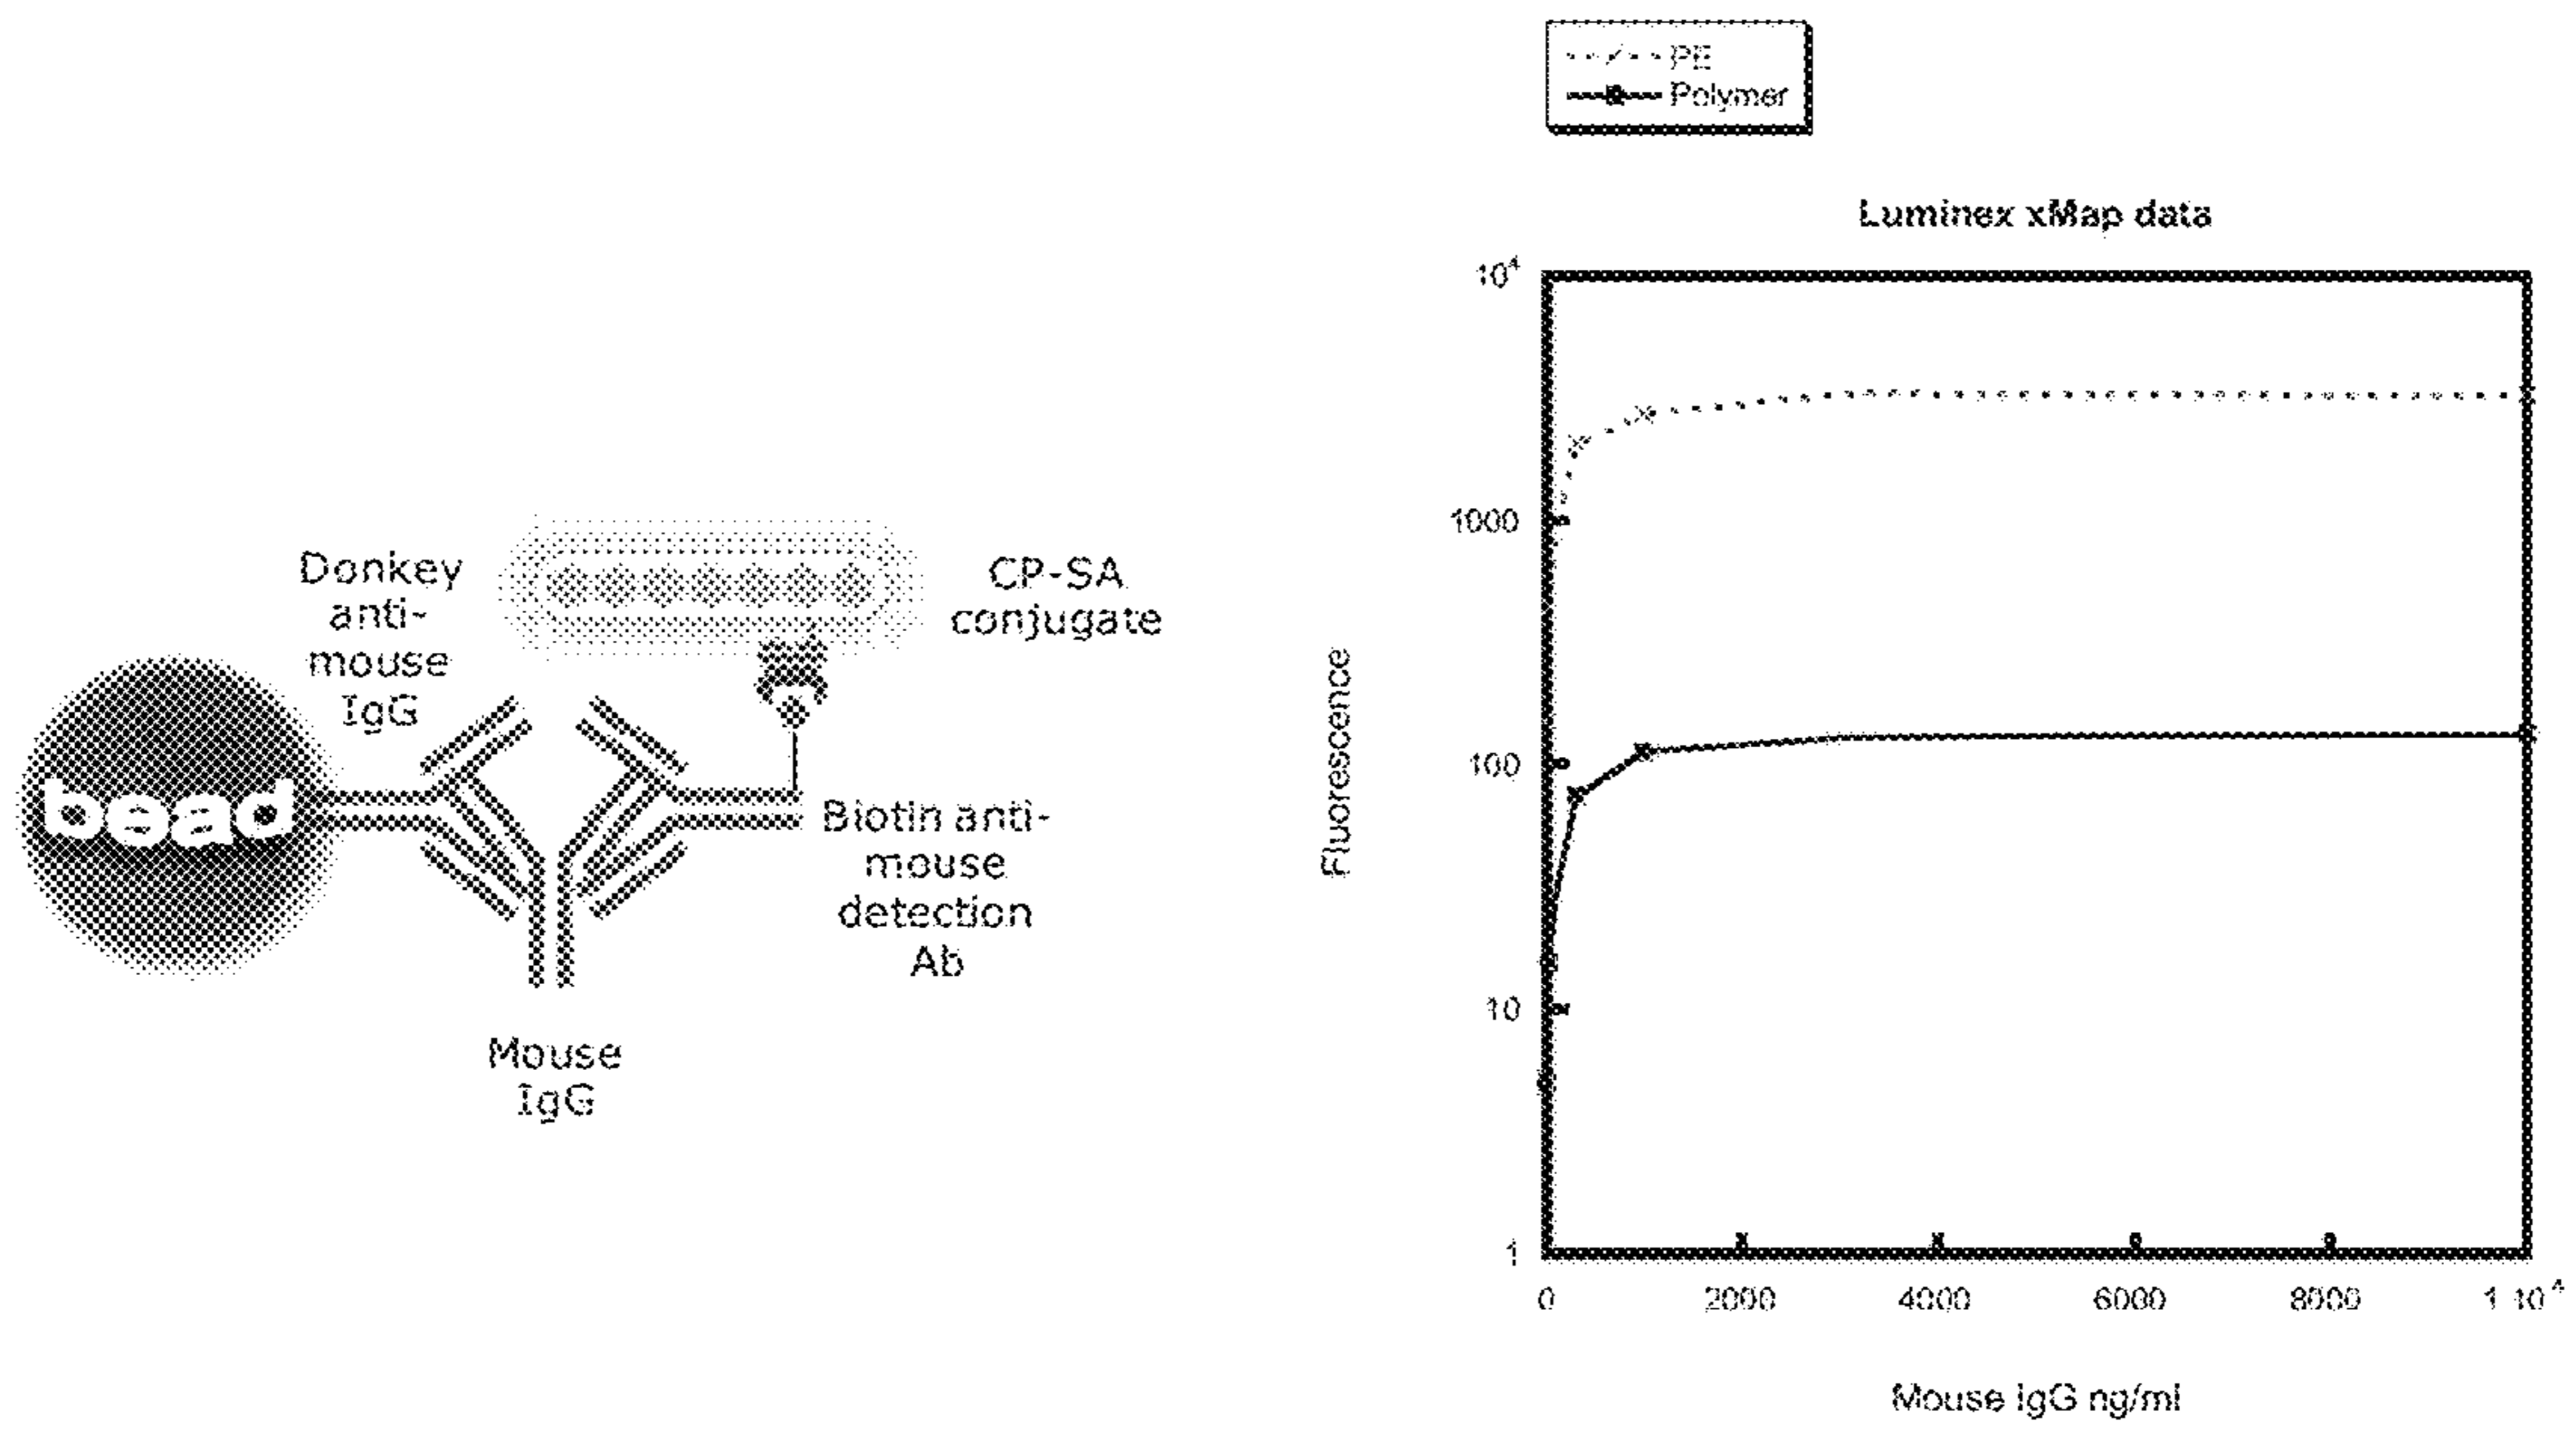 Donkey
anti-
mouse
IgG
CP-SA
conjugate
bead
Biotin anti-
mouse
detection
Ab
Mouse
IgG
PE
Polymer
Luminex xMap data
10⁴
1000
100
10
1
Fluorescence
0 2000 4000 6000 8000 1 10⁴
Mouse IgG ng/ml